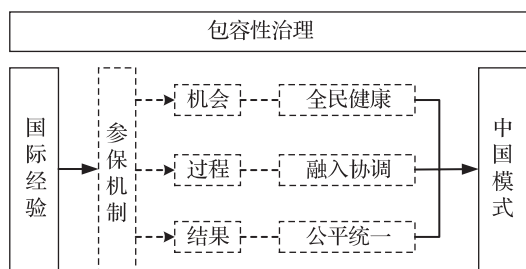 包容性治理
国际经验
参保机制
机会
全民健康
过程
融入协调
结果
公平统一
中国模式